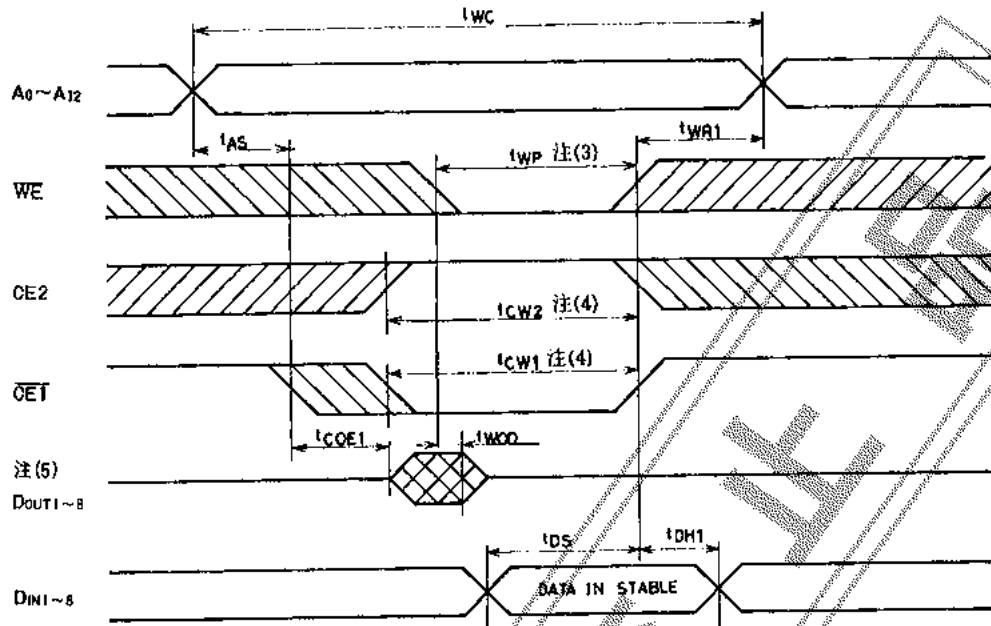 tWC
A0~A12
tAS
tWR1
tWP 注(3)
WE
CE2
tCW2 注(4)
tCW1 注(4)
CE1
tCOE1
tWOD
注(5)
DOUT1~8
tDS
tDH1
DIN1~8
DATA IN STABLE